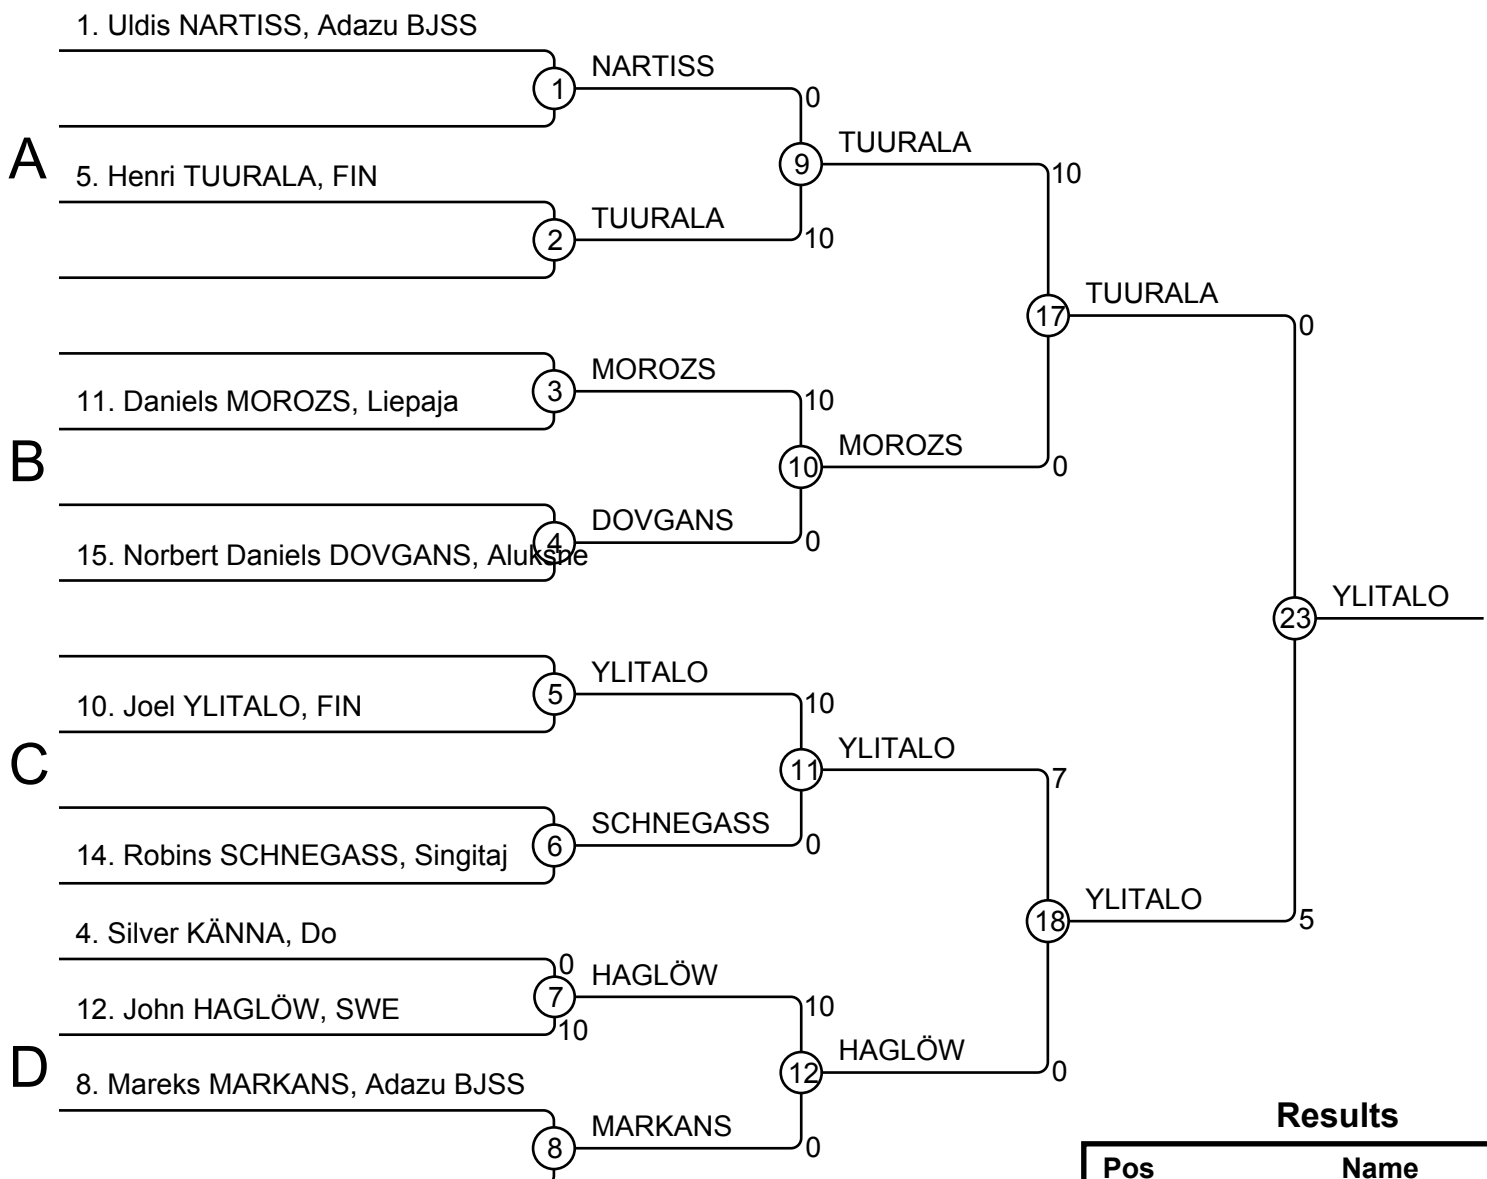 1. Uldis NARTISS, Adazu BJSS
NARTISS
1
0
A
TUURALA
9
10
5. Henri TUURALA, FIN
TUURALA
2
10
TUURALA
17
0
MOROZS
3
10
11. Daniels MOROZS, Liepaja
B
MOROZS
10
0
DOVGANS
4
0
15. Norbert Daniels DOVGANS, Aluksne
YLITALO
23
YLITALO
5
10
10. Joel YLITALO, FIN
C
YLITALO
11
7
SCHNEGASS
6
0
14. Robins SCHNEGASS, Singitaj
YLITALO
18
5
4. Silver KÄNNA, Do
0
HAGLÖW
7
10
12. John HAGLÖW, SWE
10
D
HAGLÖW
12
0
8. Mareks MARKANS, Adazu BJSS
MARKANS
8
0
Results
Pos Name